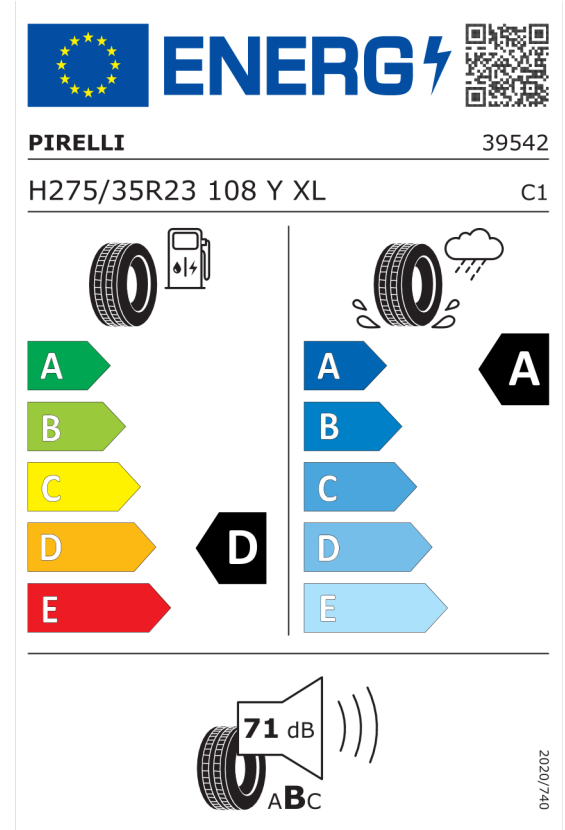 ENERG
PIRELLI 39542
H275/35R23 108 Y XL C1
A A A
B B
C C
D D D
E E
71 dB
ABC
2020/740